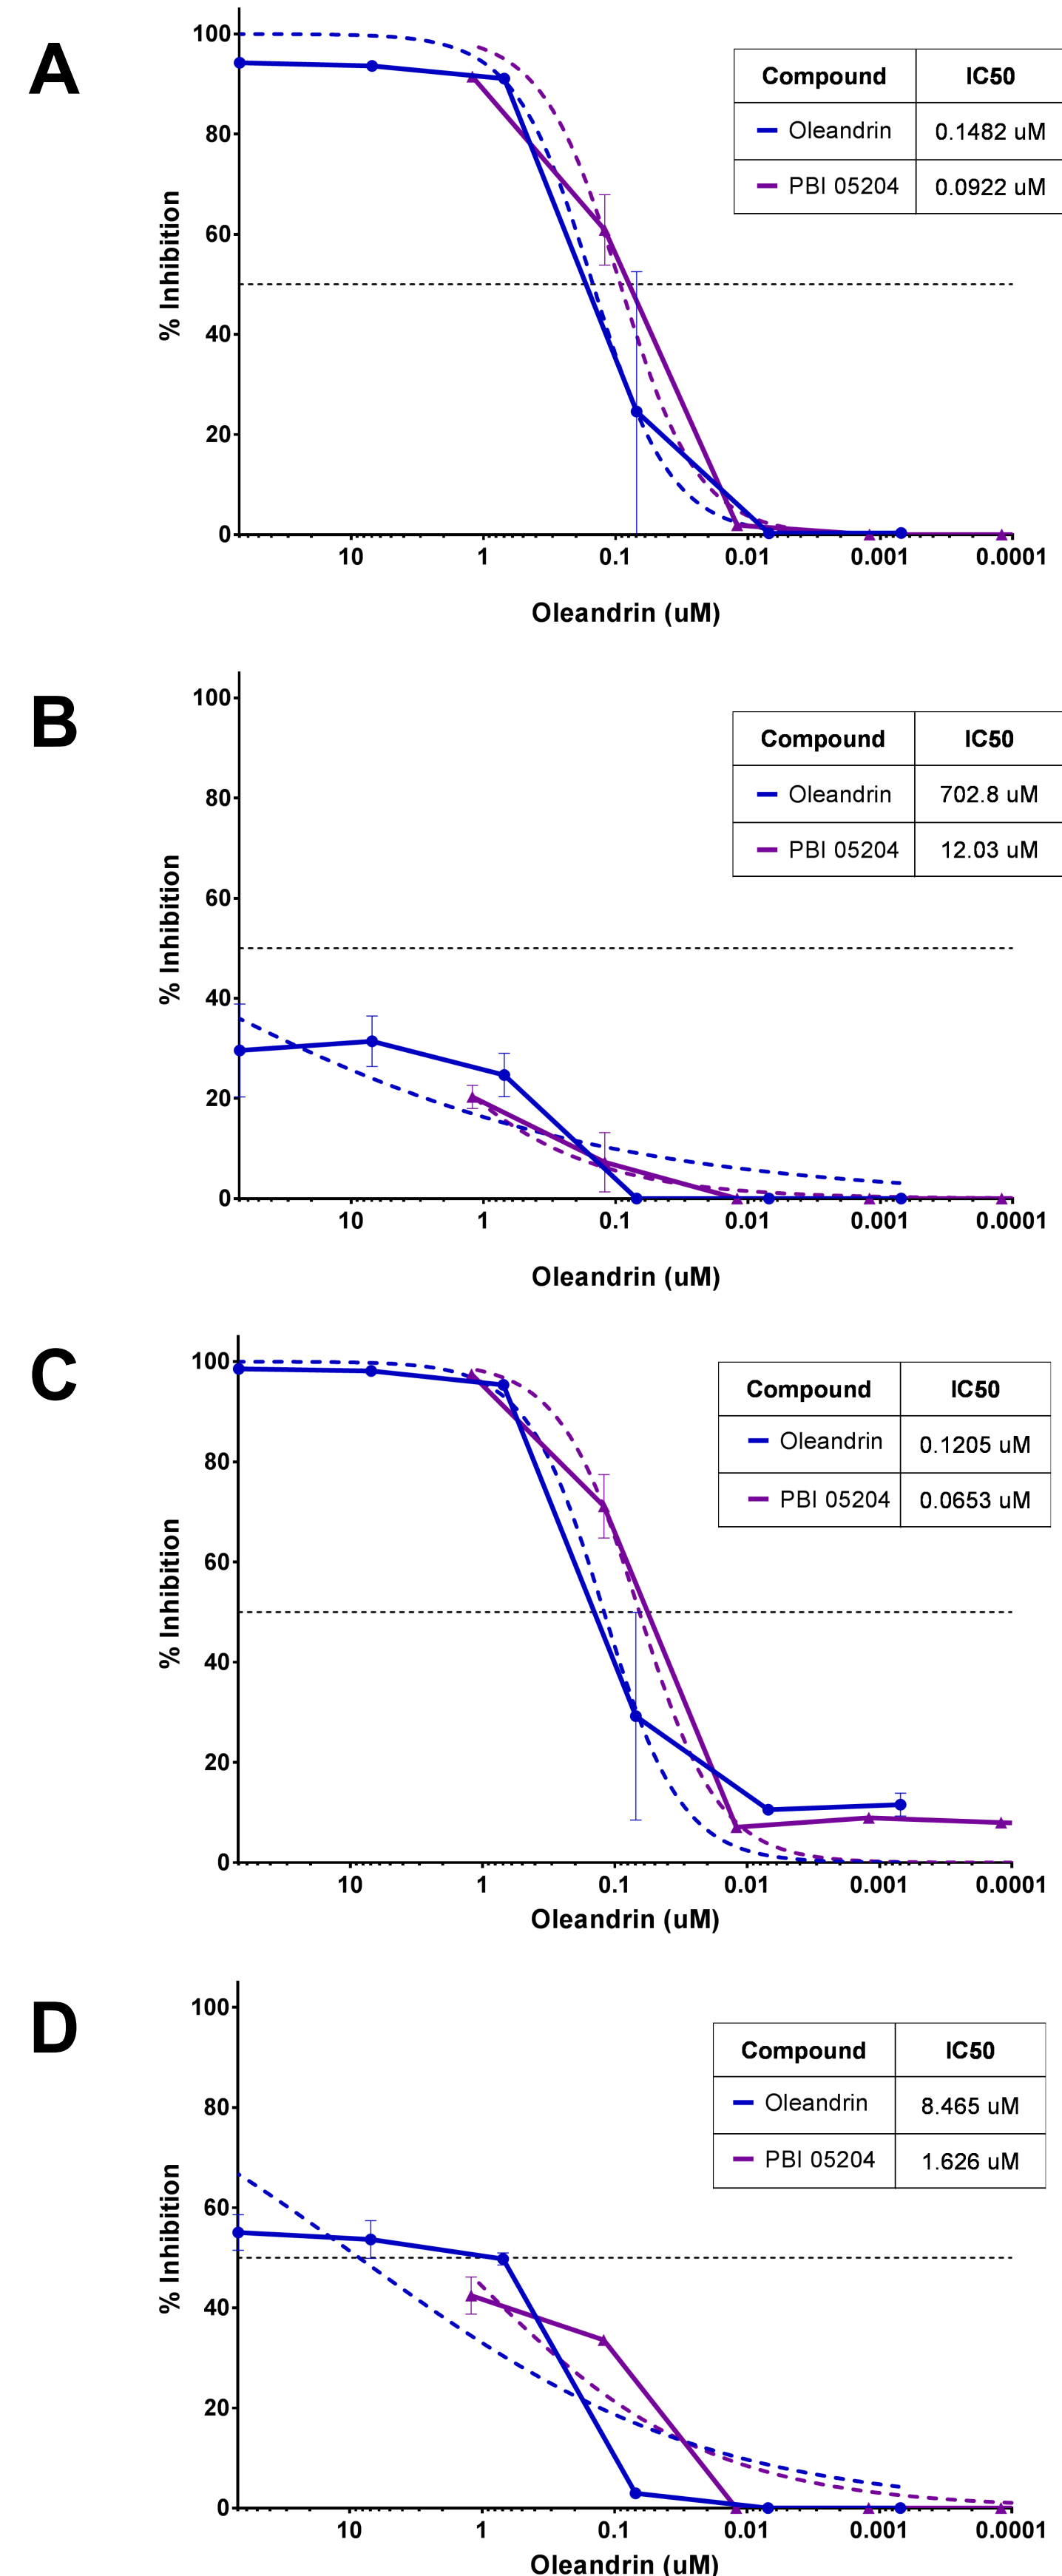 A
100
80
60
40
20
0
% Inhibition
10 1 0.1 0.01 0.001 0.0001
Oleandrin (uM)
Compound IC50
Oleandrin 0.1482 uM
PBI 05204 0.0922 uM
B
100
80
60
40
20
0
% Inhibition
10 1 0.1 0.01 0.001 0.0001
Oleandrin (uM)
Compound IC50
Oleandrin 702.8 uM
PBI 05204 12.03 uM
C
100
80
60
40
20
0
% Inhibition
10 1 0.1 0.01 0.001 0.0001
Oleandrin (uM)
Compound IC50
Oleandrin 0.1205 uM
PBI 05204 0.0653 uM
D
100
80
60
40
20
0
% Inhibition
10 1 0.1 0.01 0.001 0.0001
Oleandrin (uM)
Compound IC50
Oleandrin 8.465 uM
PBI 05204 1.626 uM